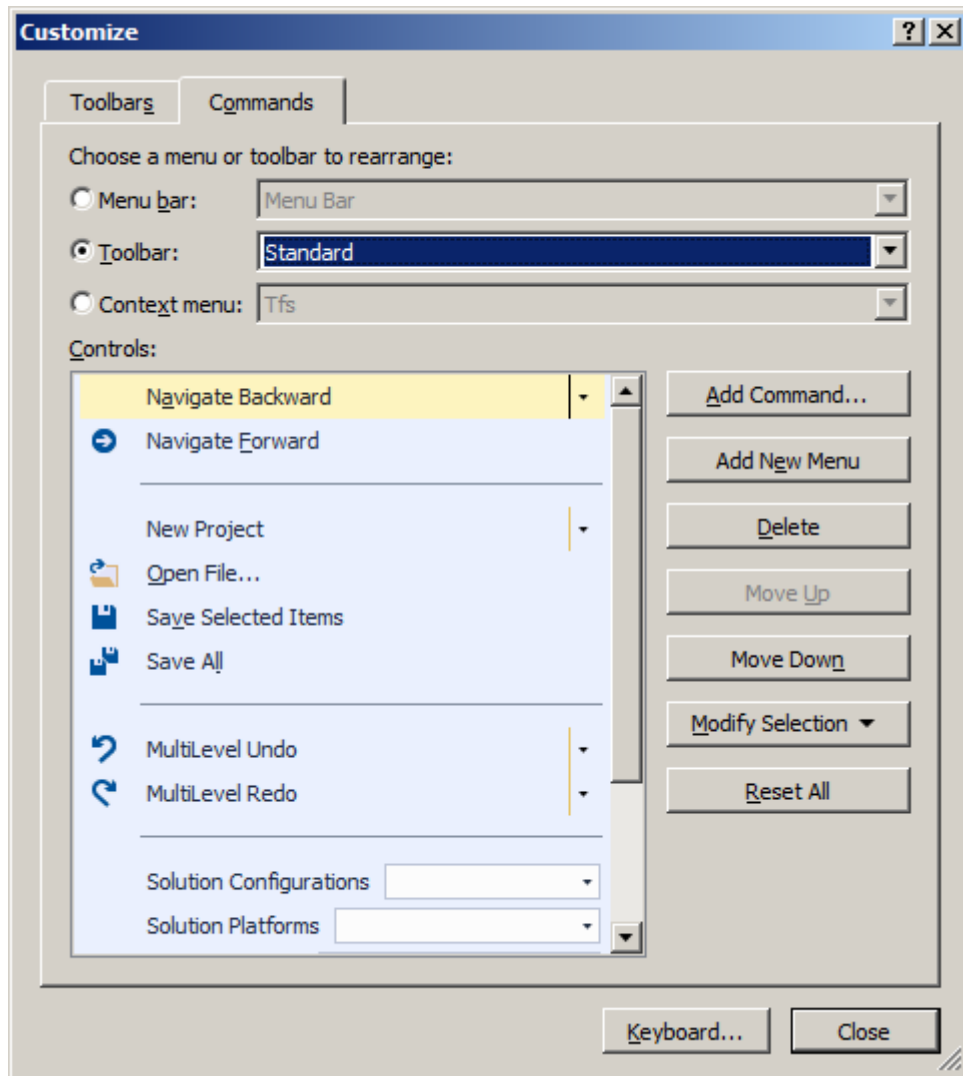 Customize
Toolbars Commands
Choose a menu or toolbar to rearrange:
Menu bar: Menu Bar
Toolbar: Standard
Context menu: Tfs
Controls:
Navigate Backward
Navigate Forward
New Project
Open File...
Save Selected Items
Save All
MultiLevel Undo
MultiLevel Redo
Solution Configurations
Solution Platforms
Add Command...
Add New Menu
Delete
Move Up
Move Down
Modify Selection
Reset All
Keyboard... Close